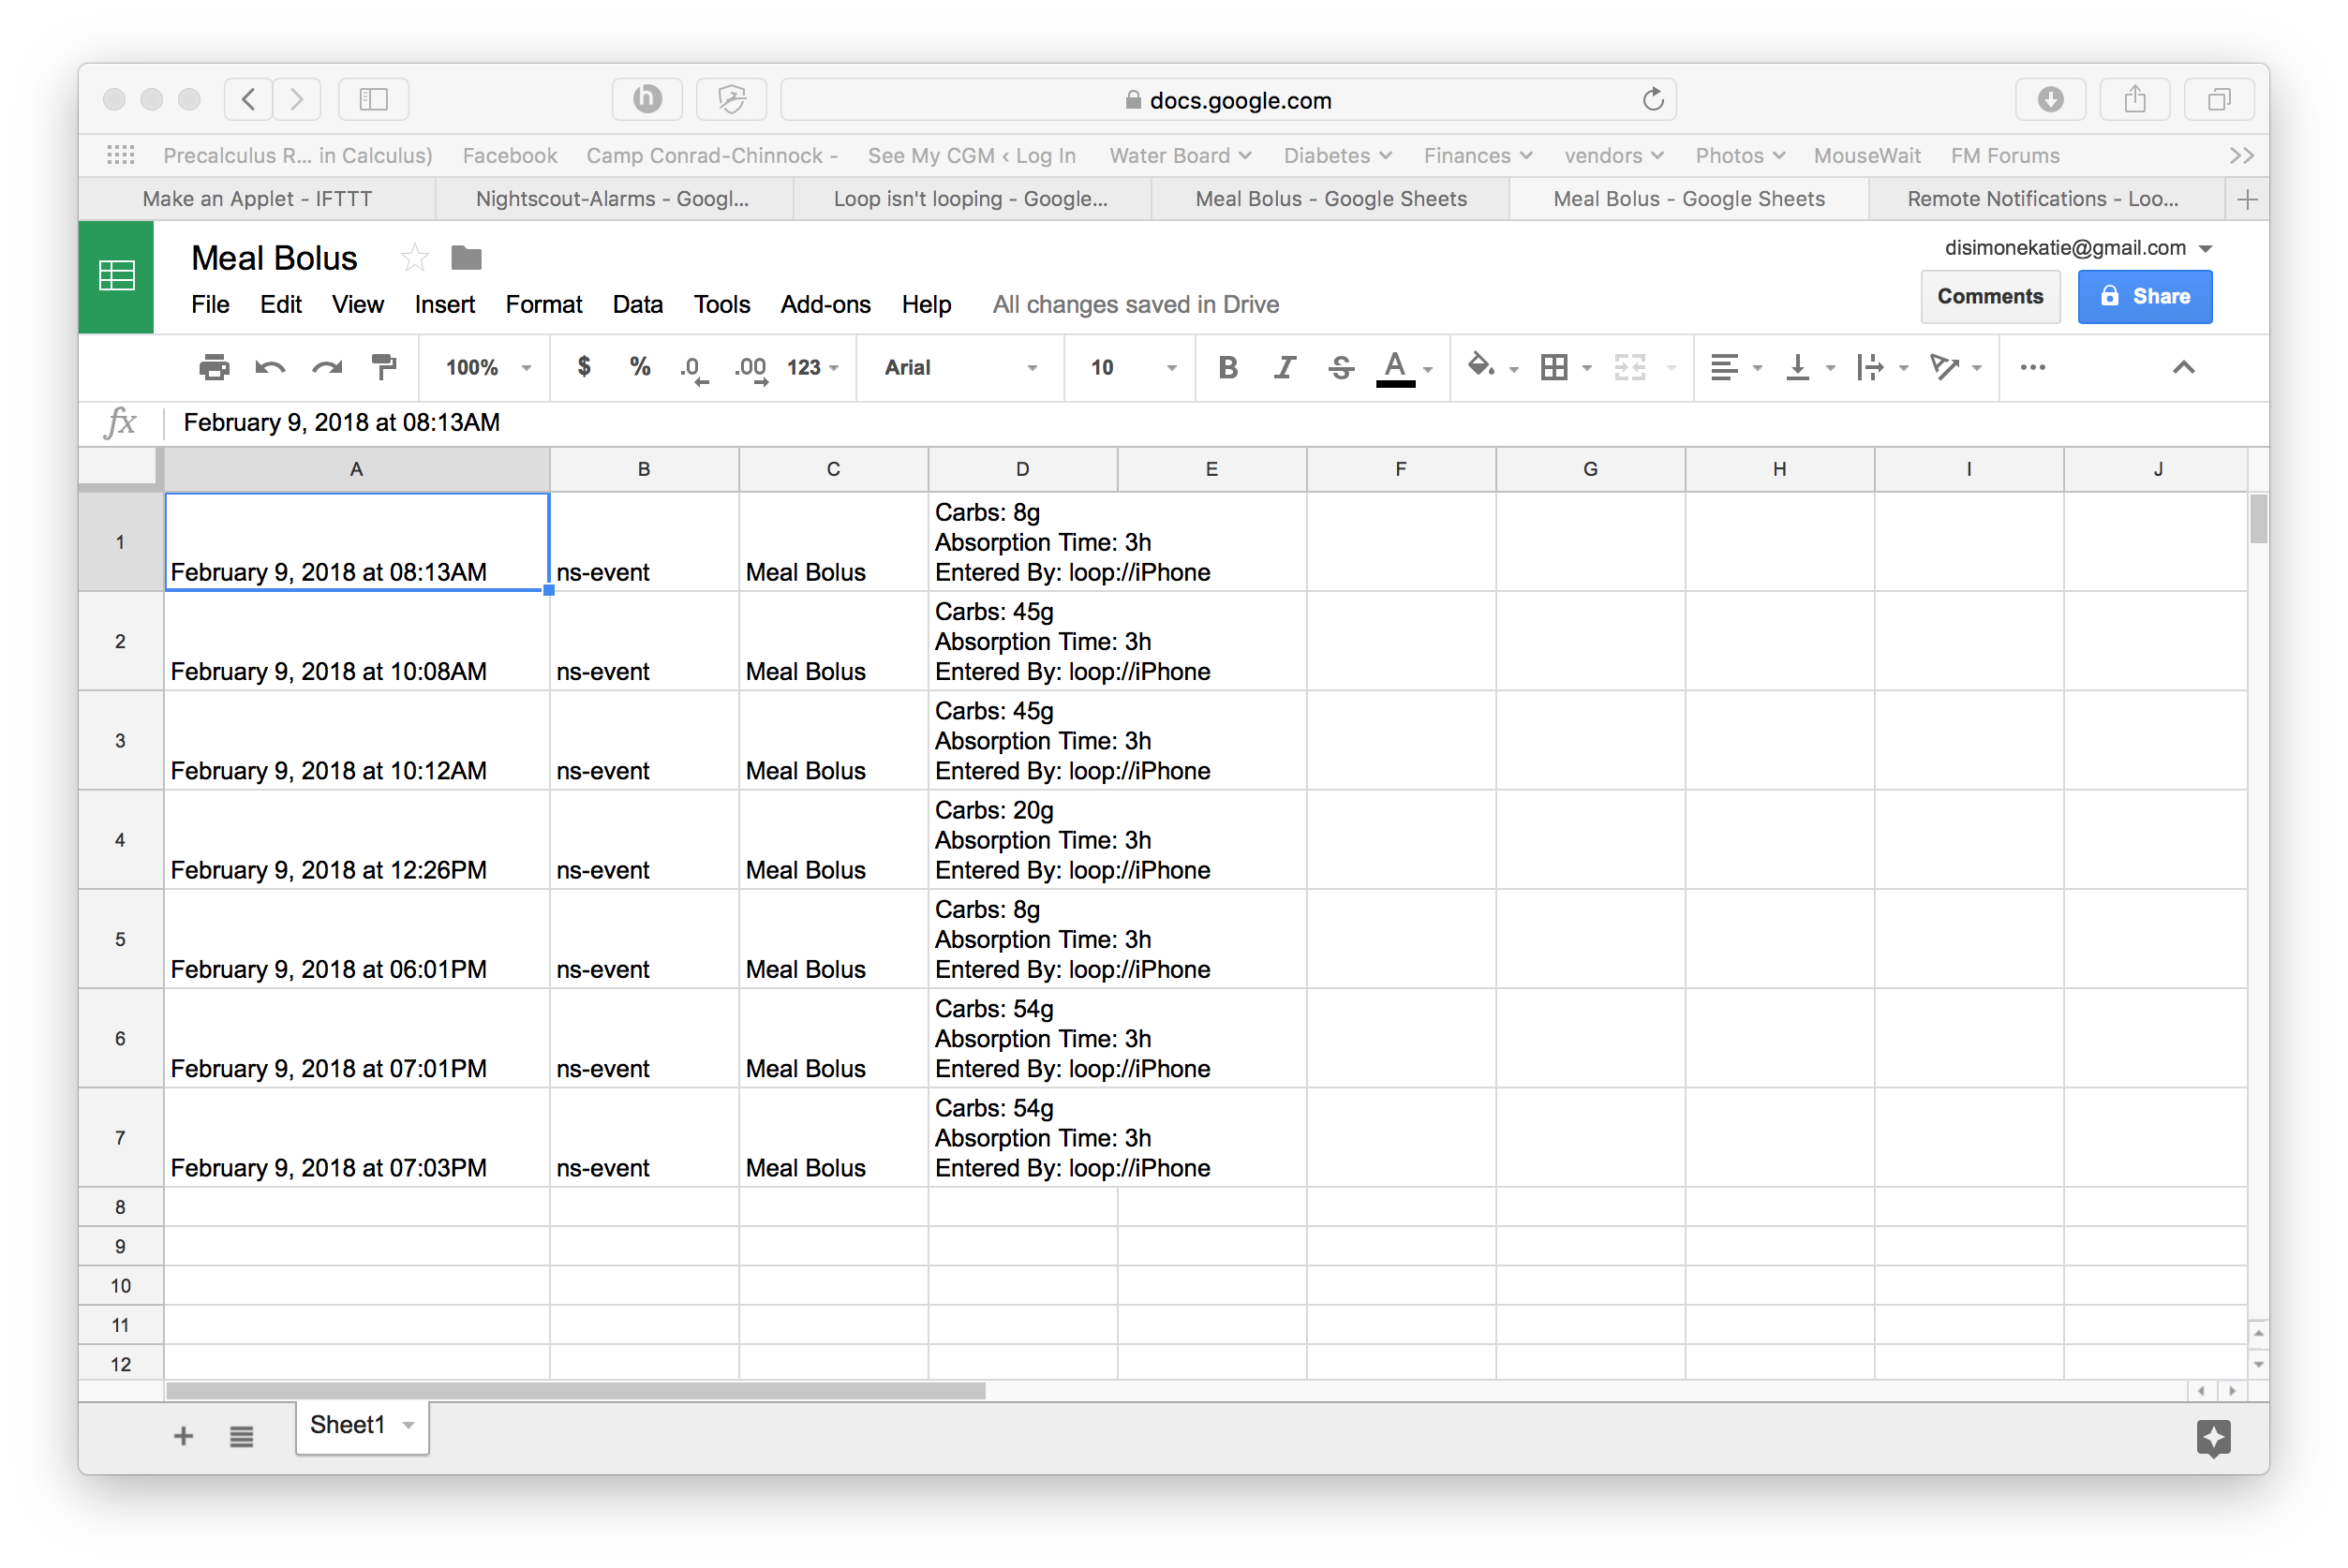 docs.google.com
Precalculus R... in Calculus) Facebook Camp Conrad-Chinnock - See My CGM ‹ Log In Water Board Diabetes Finances vendors Photos MouseWait FM Forums >>
Make an Applet - IFTTT Nightscout-Alarms - Googl... Loop isn't looping - Google... Meal Bolus - Google Sheets Meal Bolus - Google Sheets Remote Notifications - Loo...
Meal Bolus disimonekatie@gmail.com
File Edit View Insert Format Data Tools Add-ons Help All changes saved in Drive Comments Share
100% $ % .0 .00 123 Arial 10 B I S A
fx February 9, 2018 at 08:13AM
A B C D E F G H I J
Carbs: 8g
1 Absorption Time: 3h
February 9, 2018 at 08:13AM ns-event Meal Bolus Entered By: loop://iPhone
Carbs: 45g
2 Absorption Time: 3h
February 9, 2018 at 10:08AM ns-event Meal Bolus Entered By: loop://iPhone
Carbs: 45g
3 Absorption Time: 3h
February 9, 2018 at 10:12AM ns-event Meal Bolus Entered By: loop://iPhone
Carbs: 20g
4 Absorption Time: 3h
February 9, 2018 at 12:26PM ns-event Meal Bolus Entered By: loop://iPhone
Carbs: 8g
5 Absorption Time: 3h
February 9, 2018 at 06:01PM ns-event Meal Bolus Entered By: loop://iPhone
Carbs: 54g
6 Absorption Time: 3h
February 9, 2018 at 07:01PM ns-event Meal Bolus Entered By: loop://iPhone
Carbs: 54g
7 Absorption Time: 3h
February 9, 2018 at 07:03PM ns-event Meal Bolus Entered By: loop://iPhone
8
9
10
11
12
Sheet1